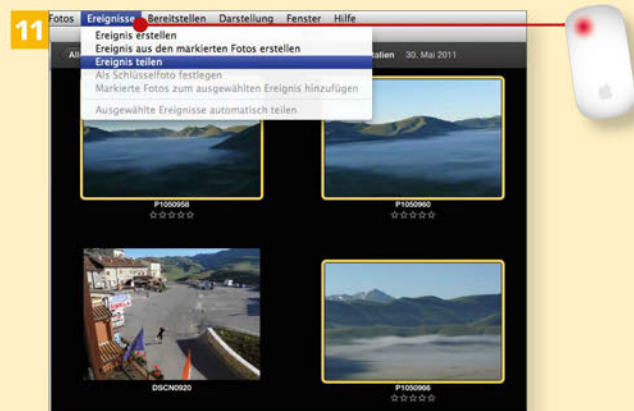 11
Fotos Ereignisse Bereitstellen Darstellung Fenster Hilfe
Ereignis erstellen
Ereignis aus den markierten Fotos erstellen
Ereignis teilen
Als Schlüsselfoto festlegen
Markierte Fotos zum ausgewählten Ereignis hinzufügen
Ausgewählte Ereignisse automatisch teilen
Italien 30. Mai 2011
P1050958
P1050960
DSCN0920
P1050966